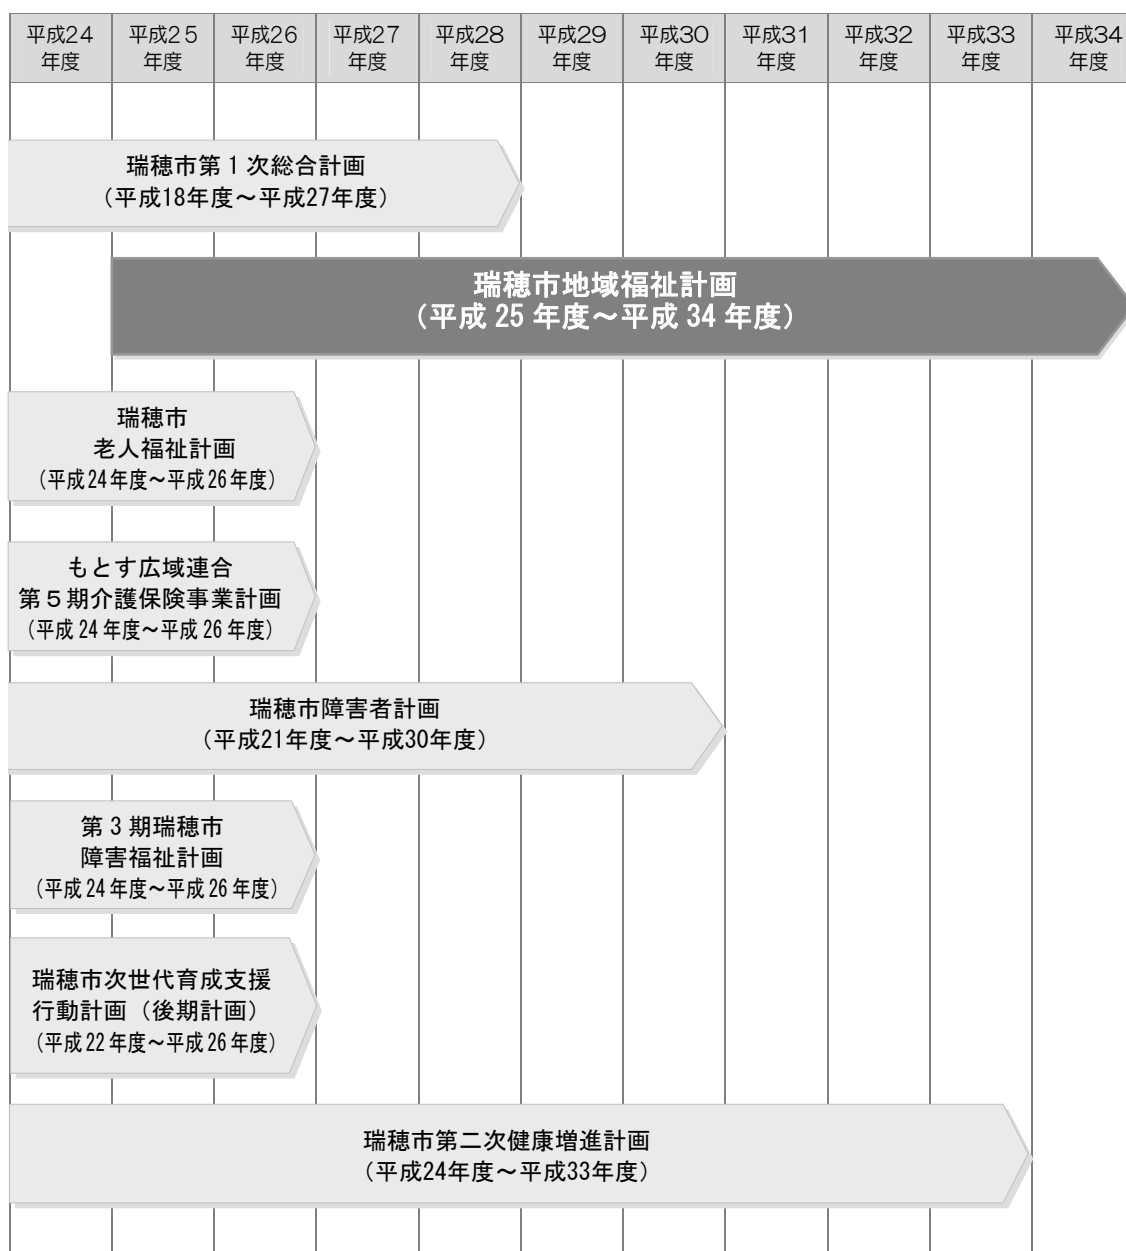 平成24 平成25 平成26 平成27 平成28 平成29 平成30 平成31 平成32 平成33 平成34
年度 年度 年度 年度 年度 年度 年度 年度 年度 年度 年度
瑞穂市第１次総合計画
（平成18年度～平成27年度）
瑞穂市地域福祉計画
（平成 25 年度～平成 34 年度）
瑞穂市
老人福祉計画
（平成 24 年度～平成 26 年度）
もとす広域連合
第５期介護保険事業計画
（平成 24 年度～平成 26 年度）
瑞穂市障害者計画
（平成21年度～平成30年度）
第３期瑞穂市
障害福祉計画
（平成 24 年度～平成 26 年度）
瑞穂市次世代育成支援
行動計画（後期計画）
（平成 22 年度～平成 26 年度）
瑞穂市第二次健康増進計画
（平成24年度～平成33年度）